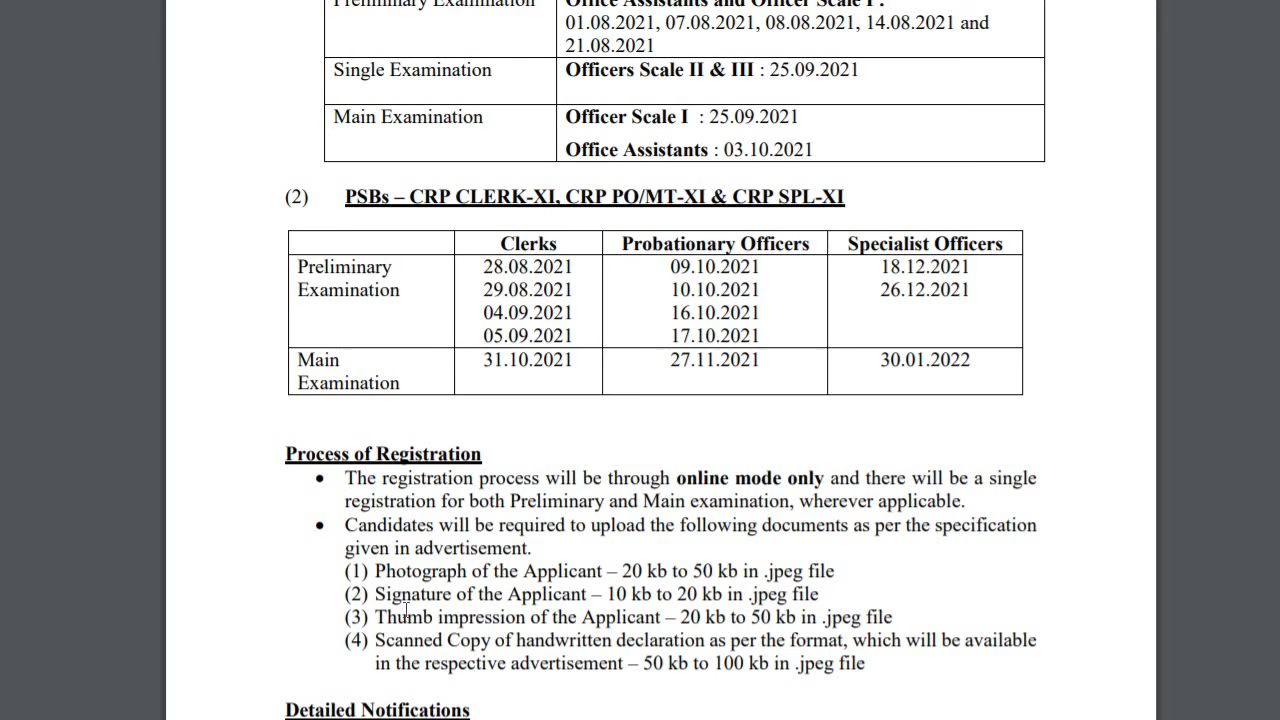 Preliminary Examination Office Assistants and Officer Scale I :
01.08.2021, 07.08.2021, 08.08.2021, 14.08.2021 and
21.08.2021
Single Examination Officers Scale II & III : 25.09.2021
Main Examination Officer Scale I : 25.09.2021
Office Assistants : 03.10.2021
(2) PSBs – CRP CLERK-XI, CRP PO/MT-XI & CRP SPL-XI
Clerks Probationary Officers Specialist Officers
Preliminary 28.08.2021 09.10.2021 18.12.2021
Examination 29.08.2021 10.10.2021 26.12.2021
04.09.2021 16.10.2021
05.09.2021 17.10.2021
Main 31.10.2021 27.11.2021 30.01.2022
Examination
Process of Registration
• The registration process will be through online mode only and there will be a single
registration for both Preliminary and Main examination, wherever applicable.
• Candidates will be required to upload the following documents as per the specification
given in advertisement.
(1) Photograph of the Applicant – 20 kb to 50 kb in .jpeg file
(2) Signature of the Applicant – 10 kb to 20 kb in .jpeg file
(3) Thumb impression of the Applicant – 20 kb to 50 kb in .jpeg file
(4) Scanned Copy of handwritten declaration as per the format, which will be available
in the respective advertisement – 50 kb to 100 kb in .jpeg file
Detailed Notifications